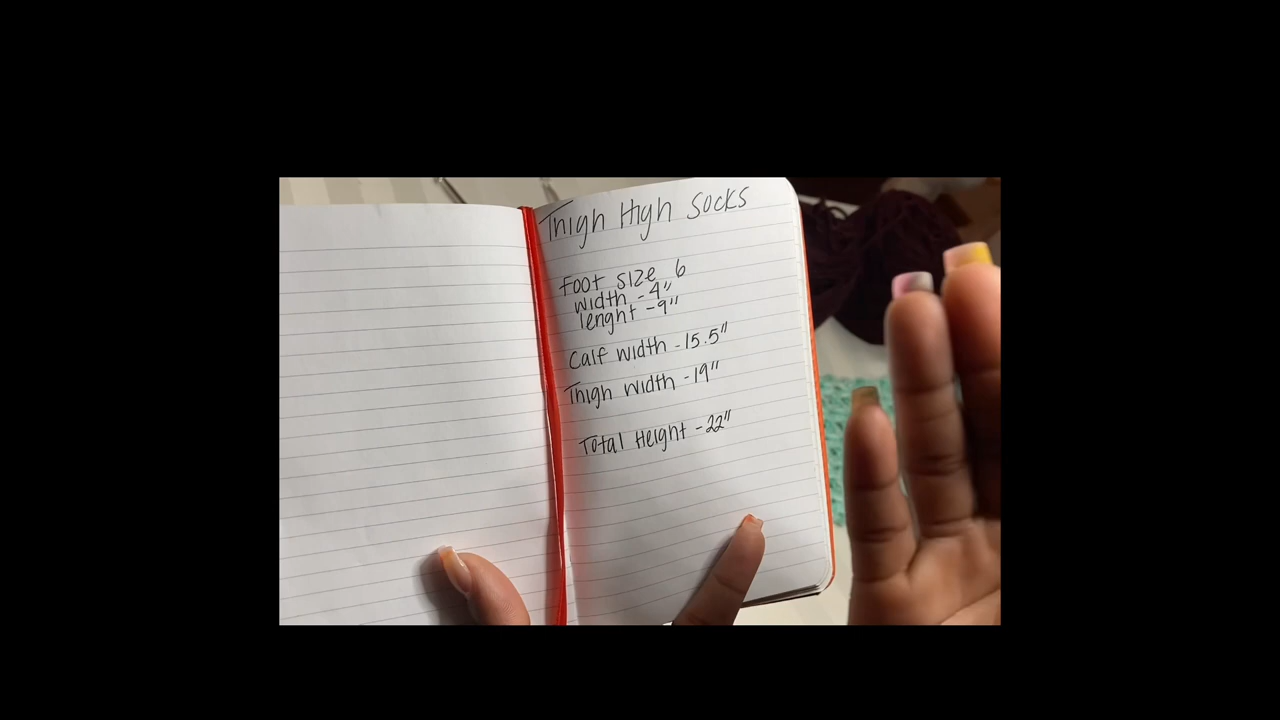 Thigh High Socks
Foot size 6
width - 4"
lenght - 9"
Calf width - 15.5"
Thigh width - 19"
Total Height - 22"